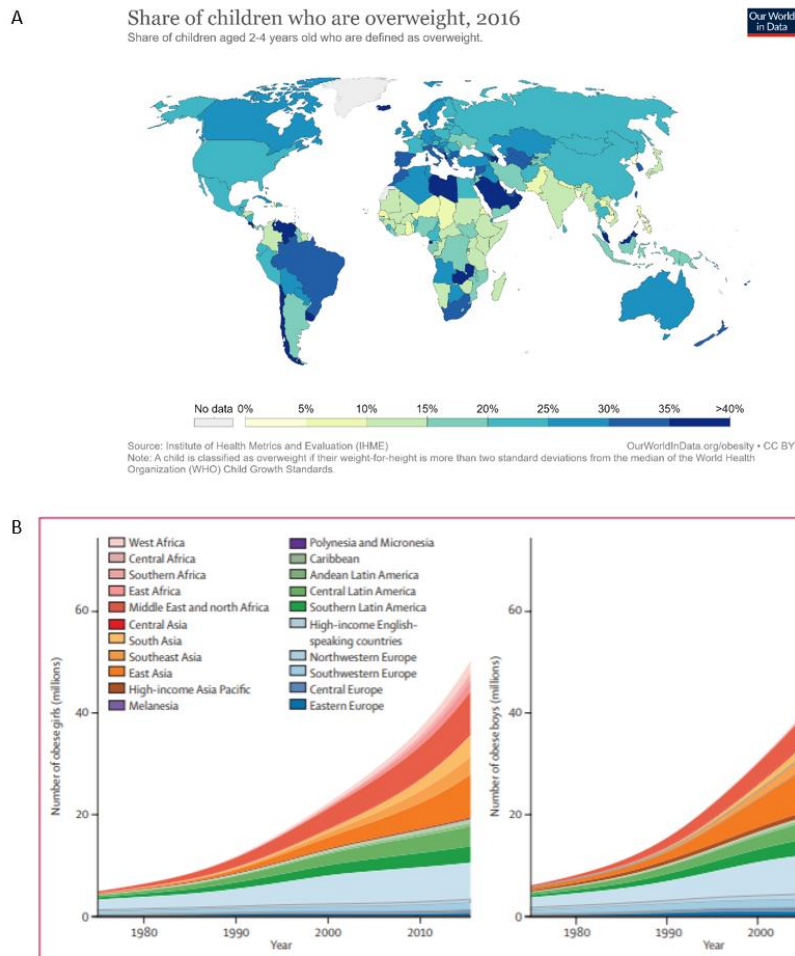 A
Share of children who are overweight, 2016
Share of children aged 2-4 years old who are defined as overweight.
Our World
in Data
No data 0% 5% 10% 15% 20% 25% 30% 35% >40%
Source: Institute of Health Metrics and Evaluation (IHME)
OurWorldInData.org/obesity • CC BY
Note: A child is classified as overweight if their weight-for-height is more than two standard deviations from the median of the World Health
Organization (WHO) Child Growth Standards.
B
West Africa
Central Africa
Southern Africa
East Africa
Middle East and north Africa
Central Asia
South Asia
Southeast Asia
East Asia
High-income Asia Pacific
Melanesia
Polynesia and Micronesia
Caribbean
Andean Latin America
Central Latin America
Southern Latin America
High-income English-
speaking countries
Northwestern Europe
Southwestern Europe
Central Europe
Eastern Europe
Number of obese girls (millions)
60
40
20
0
1980 1990 2000 2010
Year
Number of obese boys (millions)
60
40
20
0
1980 1990 2000
Year